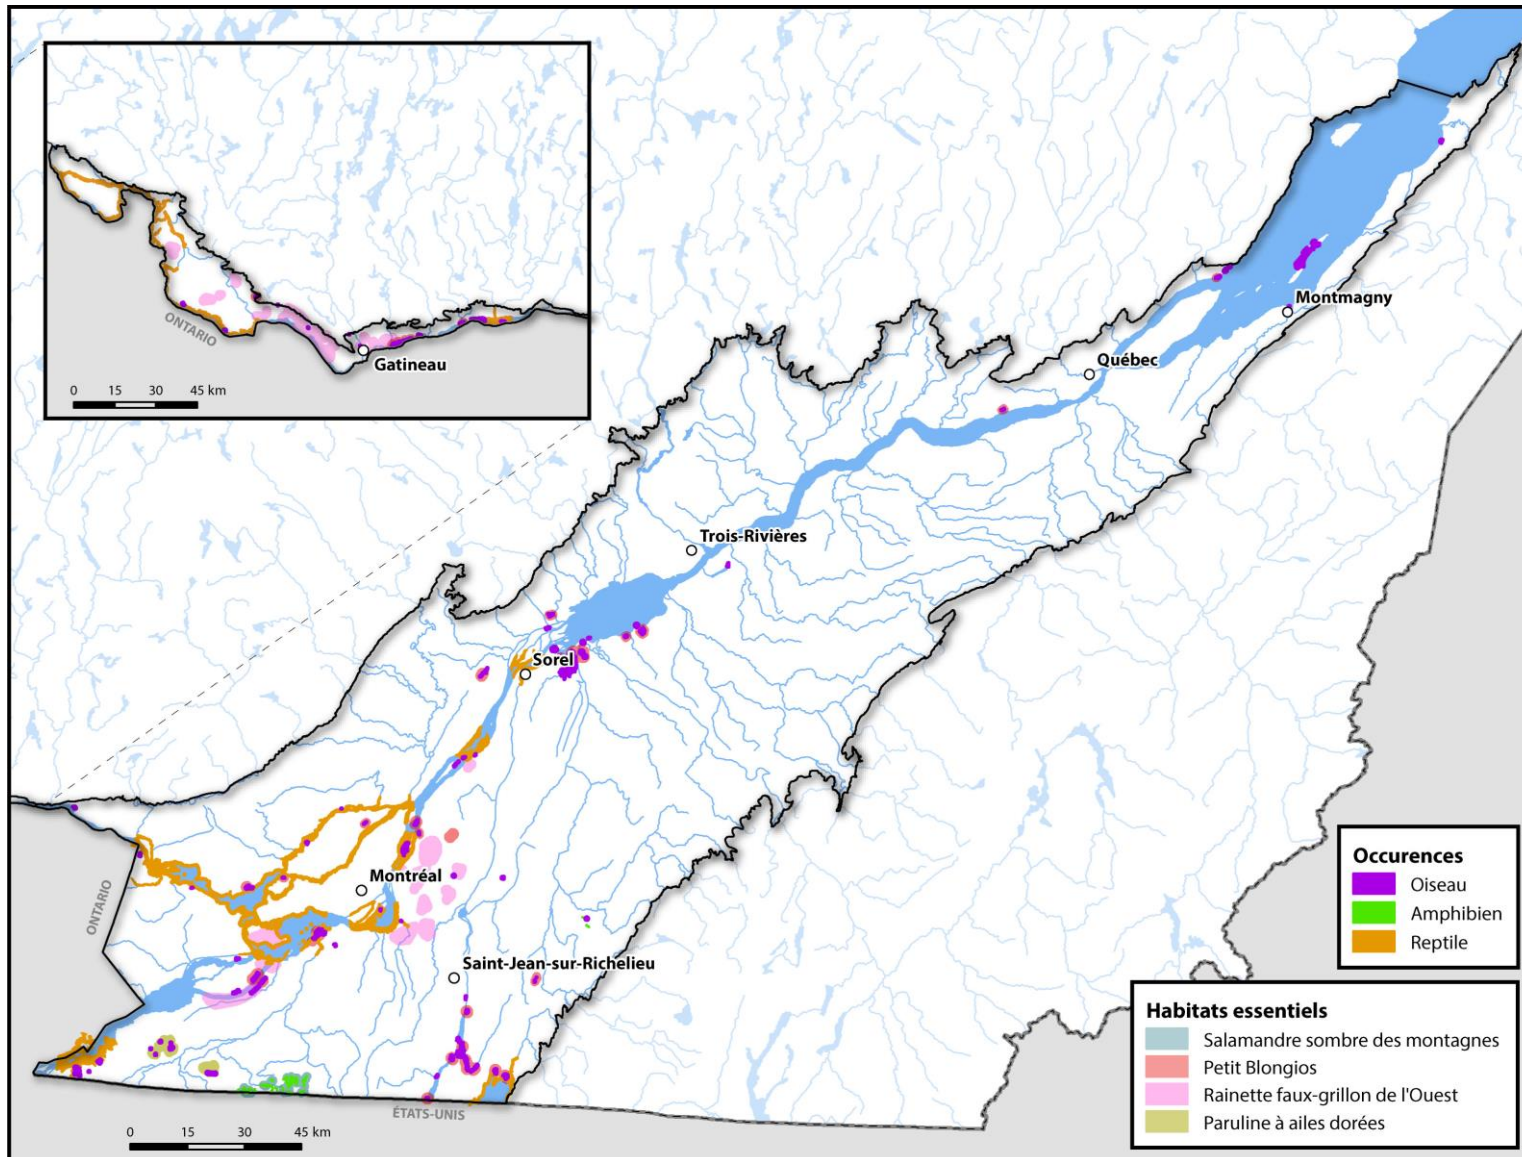 ONTARIO
Gatineau
0 15 30 45 km
Montmagny
Québec
Trois-Rivières
Sorel
Montréal
ONTARIO
Saint-Jean-sur-Richelieu
ÉTATS-UNIS
0 15 30 45 km
Occurences
Oiseau
Amphibien
Reptile
Habitats essentiels
Salamandre sombre des montagnes
Petit Blongios
Rainette faux-grillon de l'Ouest
Paruline à ailes dorées